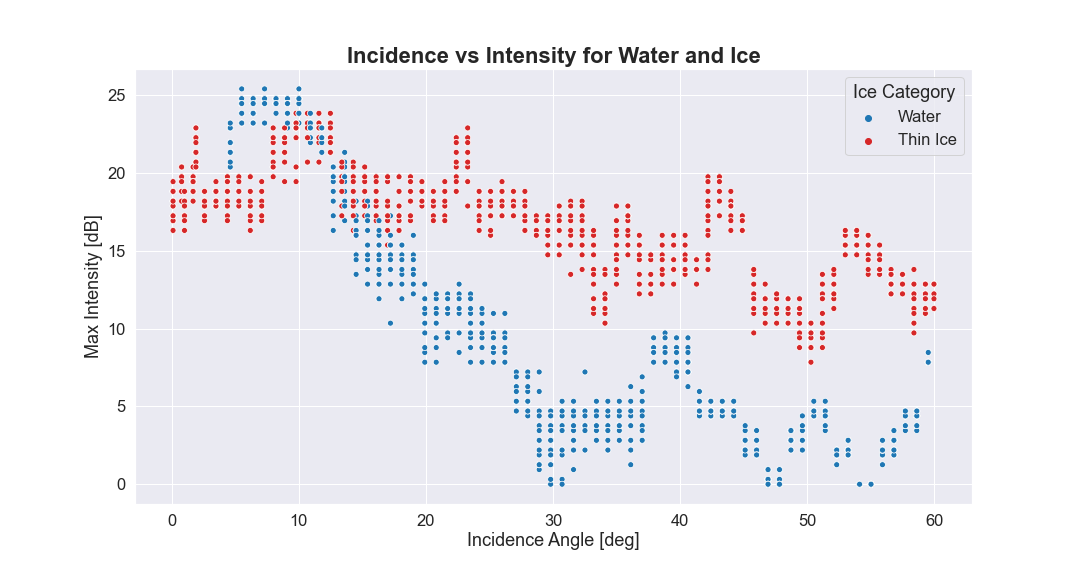 Incidence vs Intensity for Water and Ice
Ice Category
Water
Thin Ice
Max Intensity [dB]
25
20
15
10
5
0
0 10 20 30 40 50 60
Incidence Angle [deg]